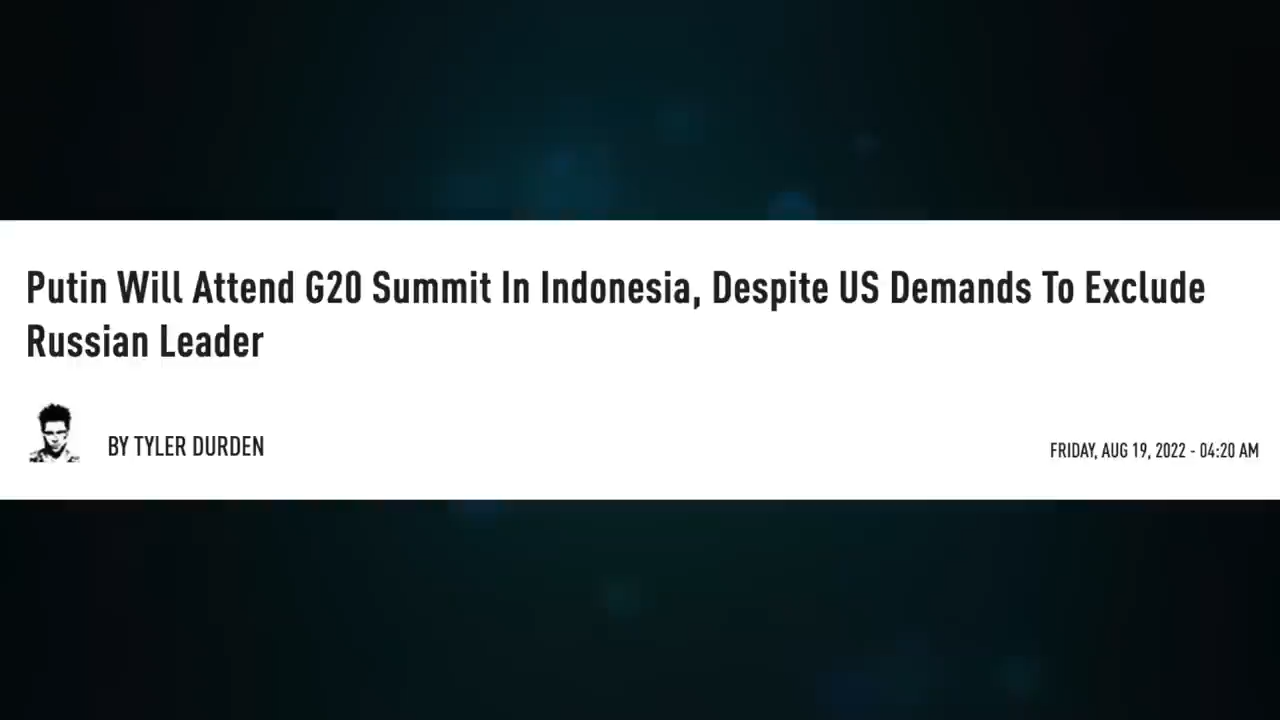 Putin Will Attend G20 Summit In Indonesia, Despite US Demands To Exclude
Russian Leader
BY TYLER DURDEN
FRIDAY, AUG 19, 2022 - 04:20 AM